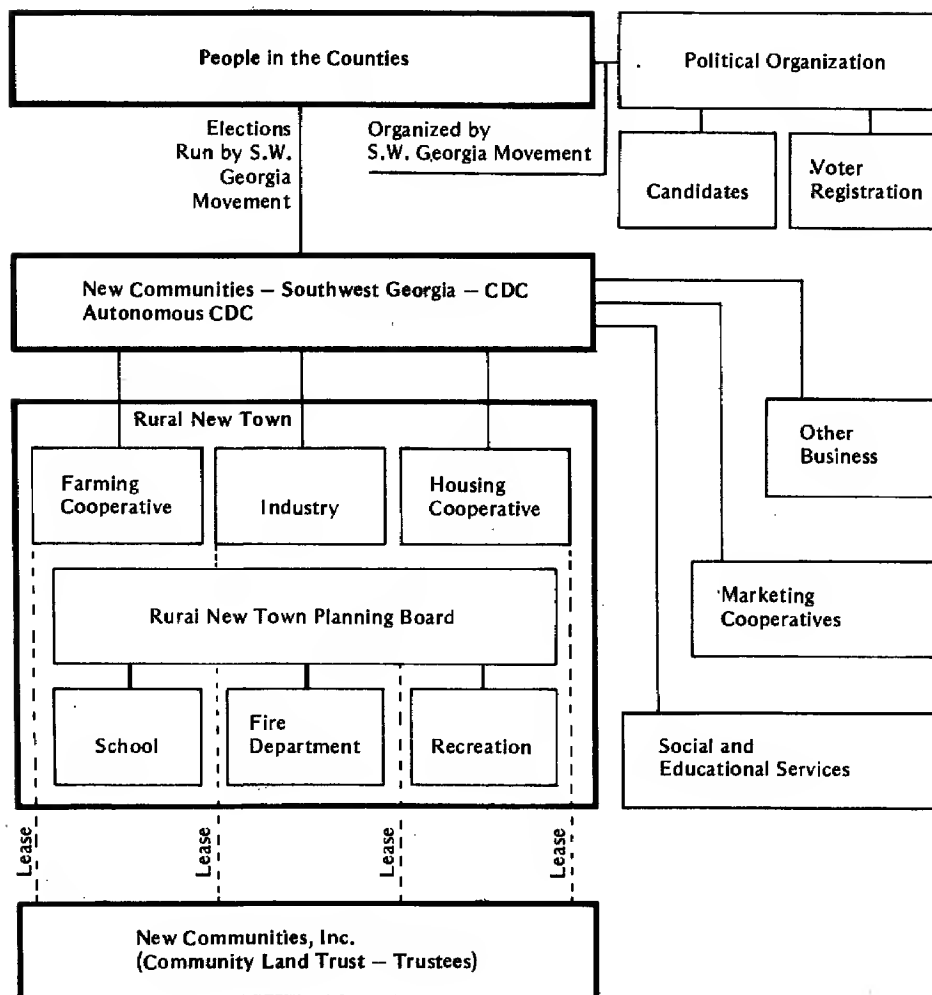 People in the Counties
Political Organization
Elections
Run by S.W.
Georgia
Movement
Organized by
S.W. Georgia Movement
Candidates
Voter
Registration
New Communities – Southwest Georgia – CDC
Autonomous CDC
Rural New Town
Farming
Cooperative
Industry
Housing
Cooperative
Other
Business
Rural New Town Planning Board
Marketing
Cooperatives
School
Fire
Department
Recreation
Social and
Educational Services
Lease
Lease
Lease
Lease
New Communities, Inc.
(Community Land Trust – Trustees)